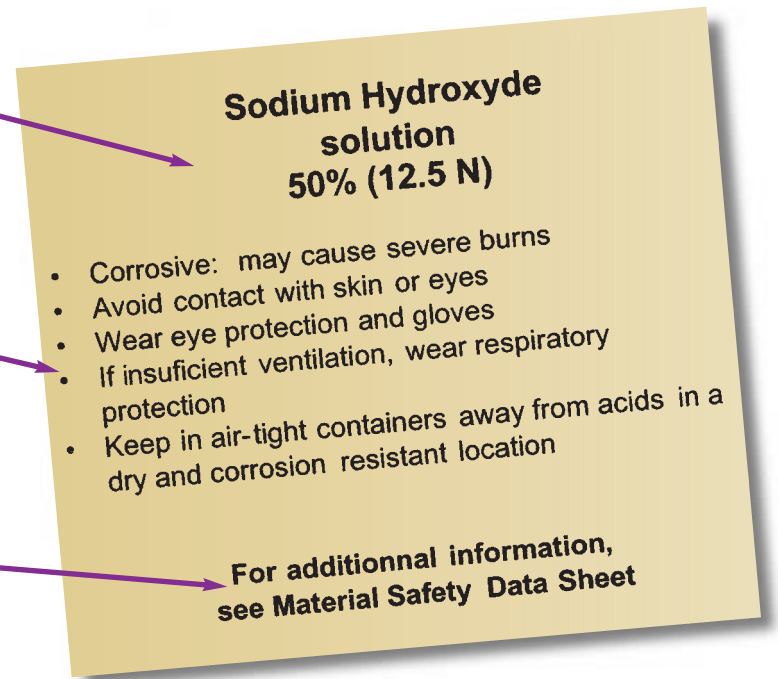 Sodium Hydroxyde
solution
50% (12.5 N)
• Corrosive: may cause severe burns
• Avoid contact with skin or eyes
• Wear eye protection and gloves
• If insuficient ventilation, wear respiratory
protection
• Keep in air-tight containers away from acids in a
dry and corrosion resistant location
For additionnal information,
see Material Safety Data Sheet